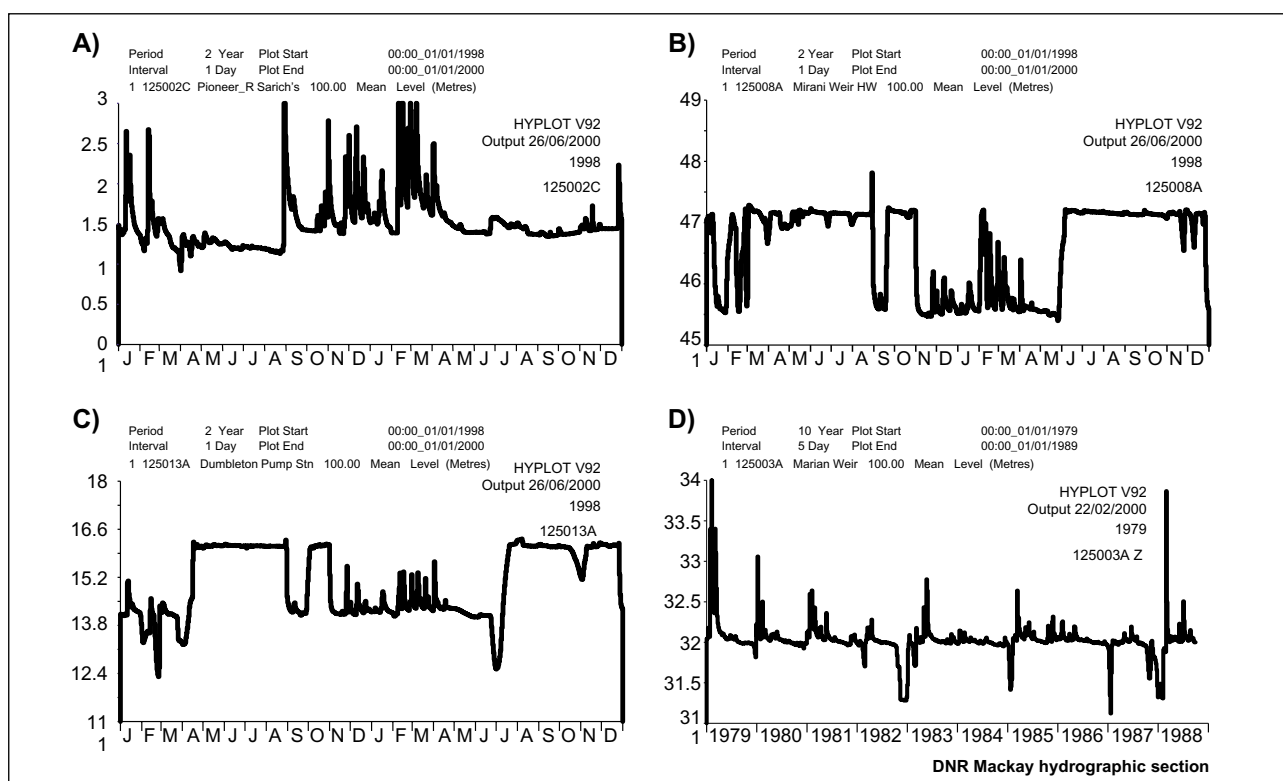 A)
Period 2 Year Plot Start 00:00_01/01/1998
Interval 1 Day Plot End 00:00_01/01/2000
1 125002C Pioneer_R Sarich's 100.00 Mean Level (Metres)
3
2.5
2
1.5
1
0.5
0
HYPLOT V92
Output 26/06/2000
1998
125002C
1 J F M A M J J A S O N D J F M A M J J A S O N D
B)
Period 2 Year Plot Start 00:00_01/01/1998
Interval 1 Day Plot End 00:00_01/01/2000
1 125008A Mirani Weir HW 100.00 Mean Level (Metres)
49
48
47
46
45
HYPLOT V92
Output 26/06/2000
1998
125008A
1 J F M A M J J A S O N D J F M A M J J A S O N D
C)
Period 2 Year Plot Start 00:00_01/01/1998
Interval 1 Day Plot End 00:00_01/01/2000
1 125013A Dumbleton Pump Stn 100.00 Mean Level (Metres)
18
16.6
15.2
13.8
12.4
11
HYPLOT V92
Output 26/06/2000
1998
125013A
1 J F M A M J J A S O N D J F M A M J J A S O N D
D)
Period 10 Year Plot Start 00:00_01/01/1979
Interval 5 Day Plot End 00:00_01/01/1989
1 125003A Marian Weir 100.00 Mean Level (Metres)
34
33.5
33
32.5
32
31.5
31
HYPLOT V92
Output 22/02/2000
1979
125003A Z
1 1979 1980 1981 1982 1983 1984 1985 1986 1987 1988
DNR Mackay hydrographic section